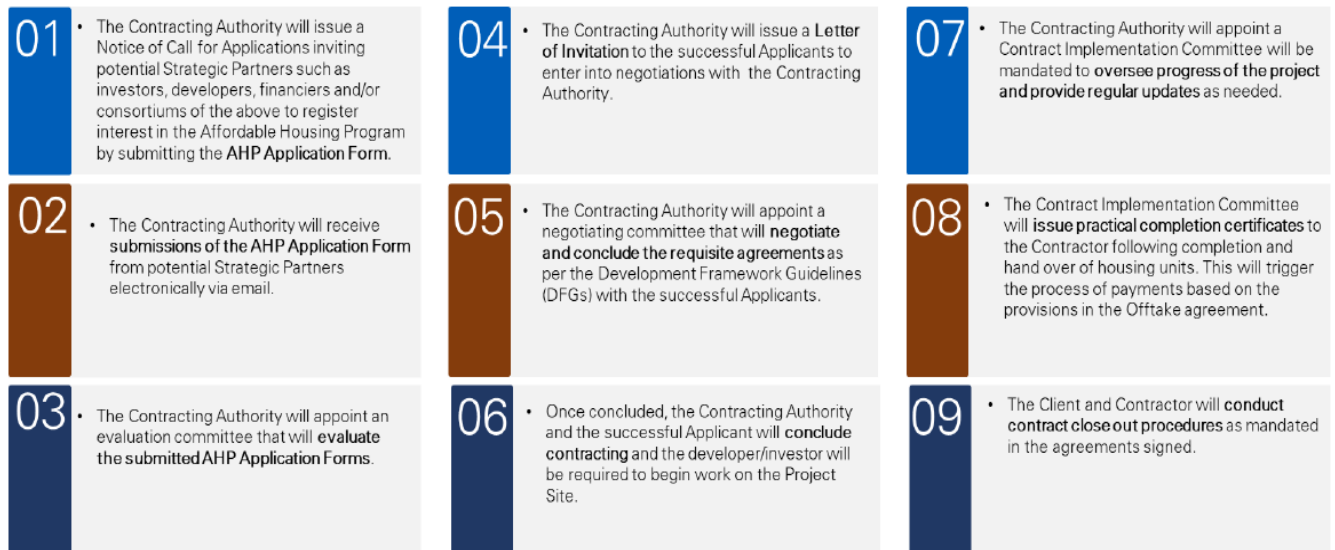 01
• The Contracting Authority will issue a
Notice of Call for Applications inviting
potential Strategic Partners such as
investors, developers, financiers and/or
consortiums of the above to register
interest in the Affordable Housing Program
by submitting the AHP Application Form.
02
• The Contracting Authority will receive
submissions of the AHP Application Form
from potential Strategic Partners
electronically via email.
03
• The Contracting Authority will appoint an
evaluation committee that will evaluate
the submitted AHP Application Forms.
04
• The Contracting Authority will issue a Letter
of Invitation to the successful Applicants to
enter into negotiations with the Contracting
Authority.
05
• The Contracting Authority will appoint a
negotiating committee that will negotiate
and conclude the requisite agreements as
per the Development Framework Guidelines
(DFGs) with the successful Applicants.
06
• Once concluded, the Contracting Authority
and the successful Applicant will conclude
contracting and the developer/investor will
be required to begin work on the Project
Site.
07
• The Contracting Authority will appoint a
Contract Implementation Committee will be
mandated to oversee progress of the project
and provide regular updates as needed.
08
• The Contract Implementation Committee
will issue practical completion certificates to
the Contractor following completion and
hand over of housing units. This will trigger
the process of payments based on the
provisions in the Offtake agreement.
09
• The Client and Contractor will conduct
contract close out procedures as mandated
in the agreements signed.